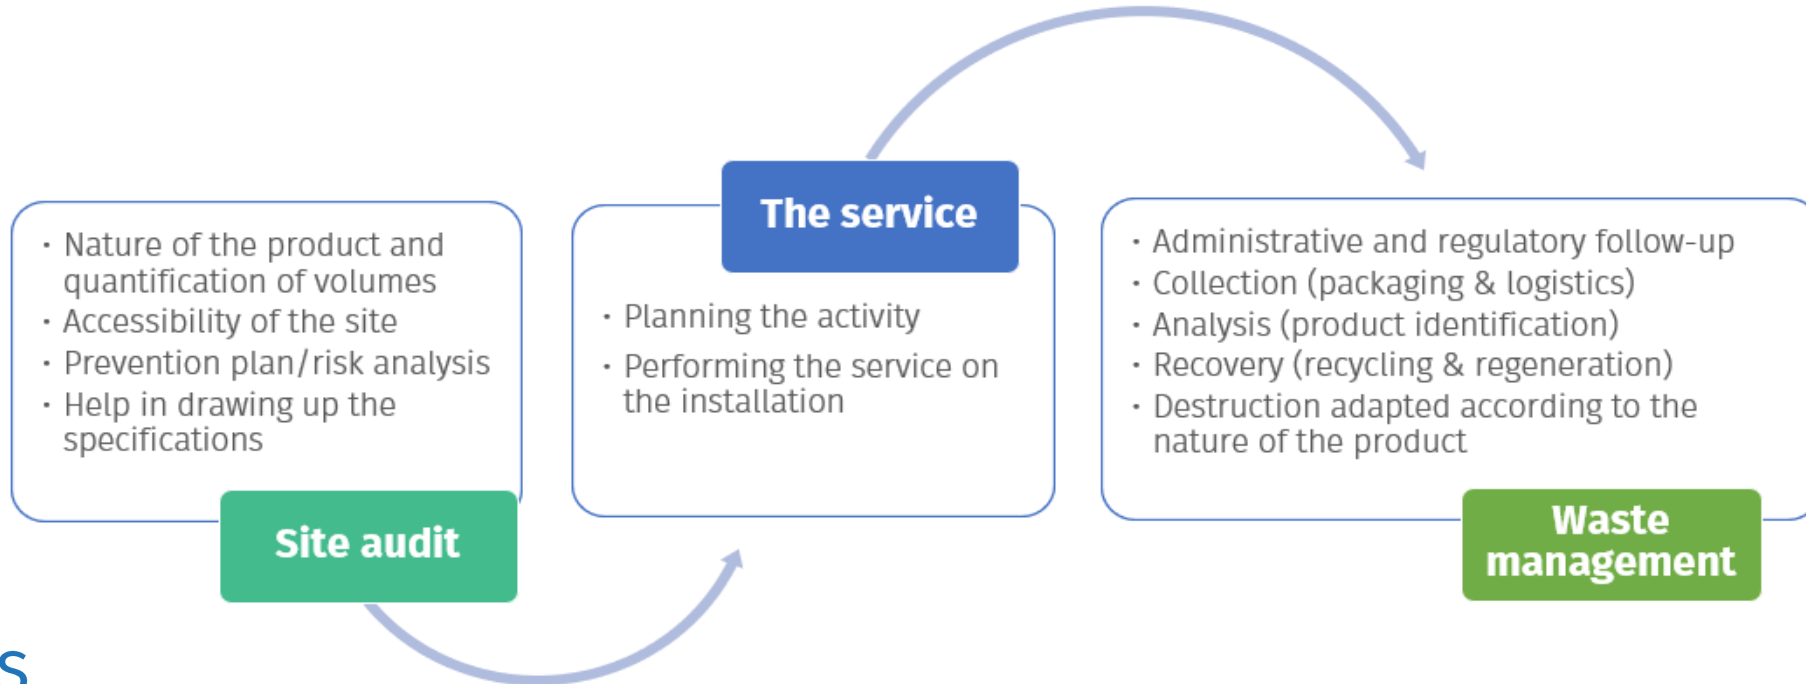 · Nature of the product and
quantification of volumes
· Accessibility of the site
· Prevention plan/risk analysis
· Help in drawing up the
specifications
Site audit
The service
· Planning the activity
· Performing the service on
the installation
· Administrative and regulatory follow-up
· Collection (packaging & logistics)
· Analysis (product identification)
· Recovery (recycling & regeneration)
· Destruction adapted according to the
nature of the product
Waste
management
s